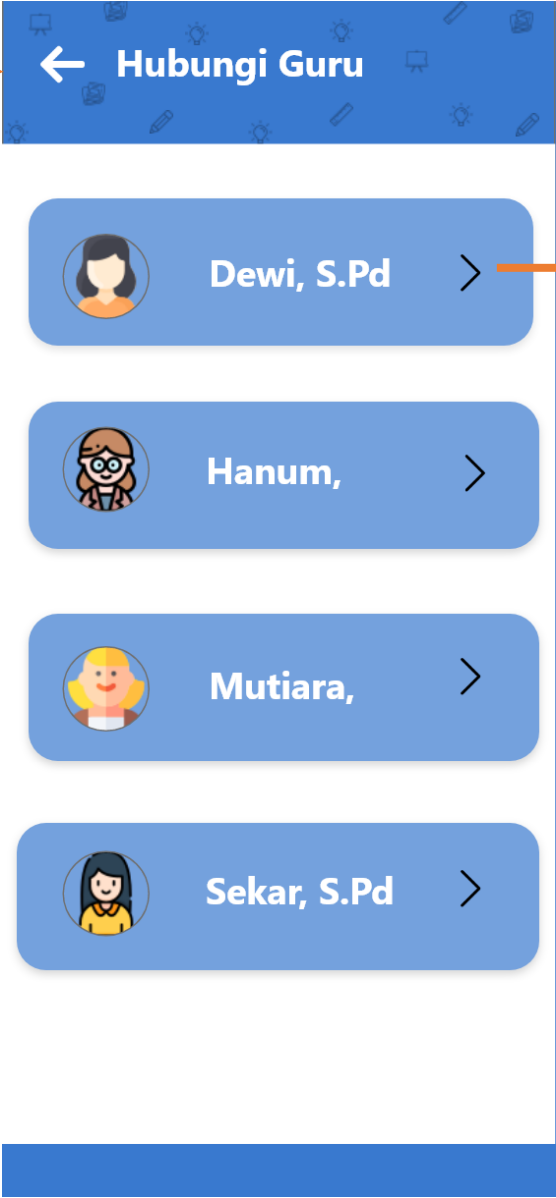 Hubungi Guru
Dewi, S.Pd
Hanum,
Mutiara,
Sekar, S.Pd